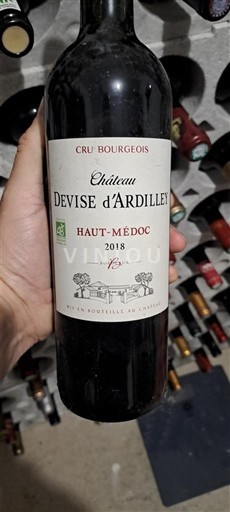 CRU BOURGEOIS
Château
DEVISE d'ARDILLEY
HAUT-MÉDOC
2018
VINOU
MIS EN BOUTEILLE AU CHÂTEAU